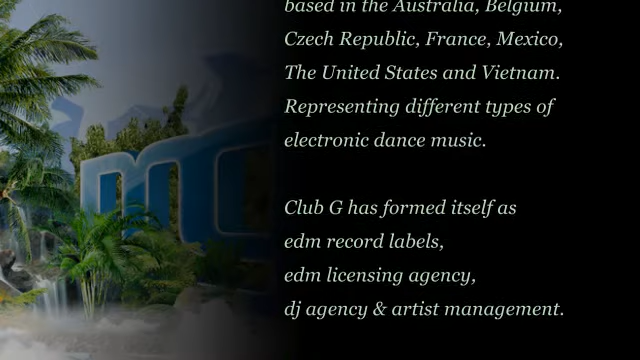 based in the Australia, Belgium,
Czech Republic, France, Mexico,
The United States and Vietnam.
Representing different types of
electronic dance music.
Club G has formed itself as
edm record labels,
edm licensing agency,
dj agency & artist management.